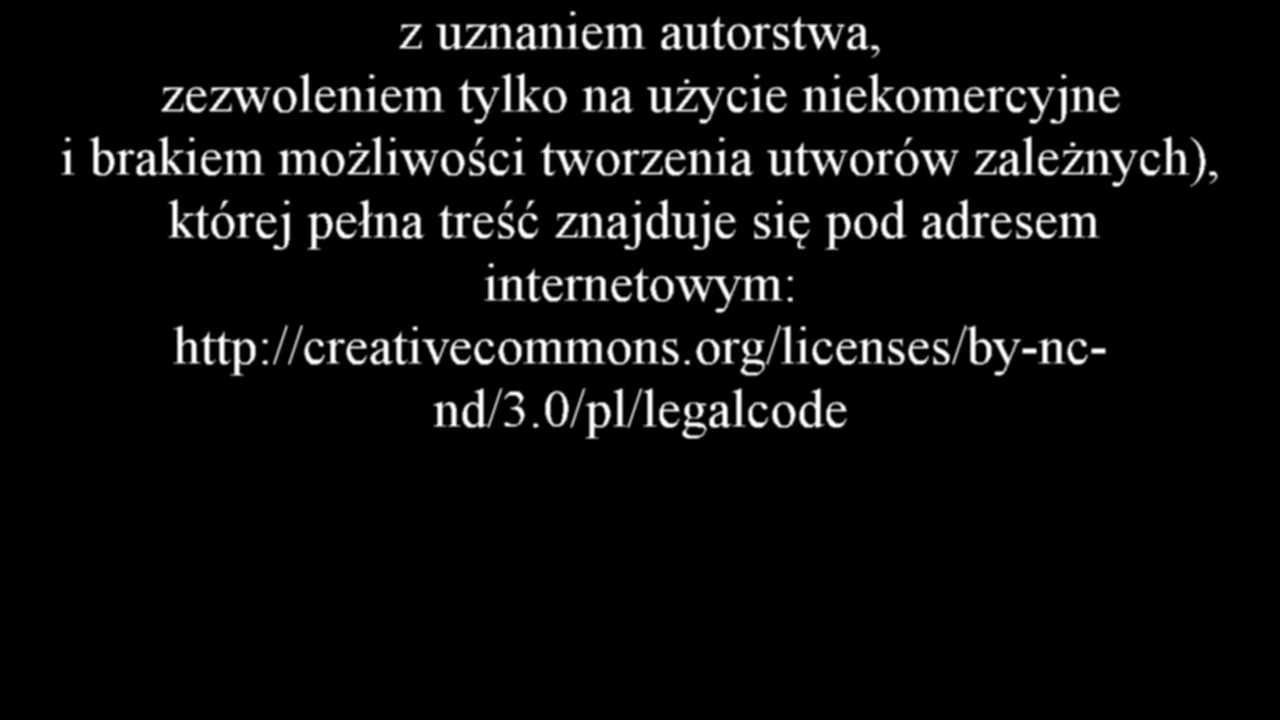 z uznaniem autorstwa,
zezwoleniem tylko na użycie niekomercyjne
i brakiem możliwości tworzenia utworów zależnych),
której pełna treść znajduje się pod adresem
internetowym:
http://creativecommons.org/licenses/by-nc-
nd/3.0/pl/legalcode